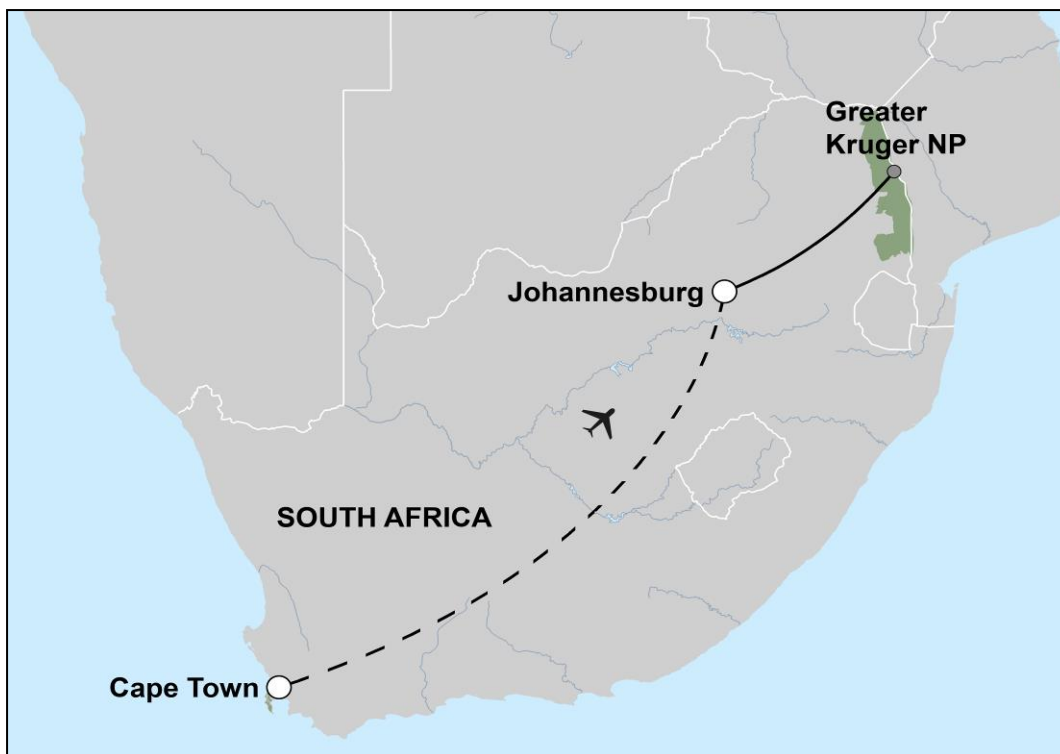 Greater
Kruger NP
Johannesburg
SOUTH AFRICA
Cape Town